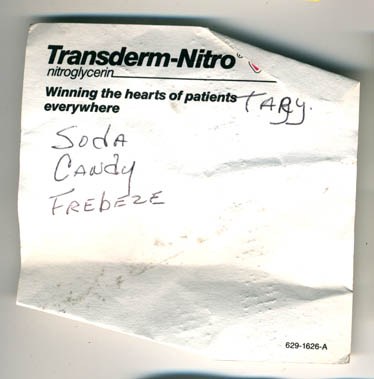 Transderm-Nitro
nitroglycerin
Winning the hearts of patients
everywhere
Soda
Candy
FREbEzE
629-1626-A